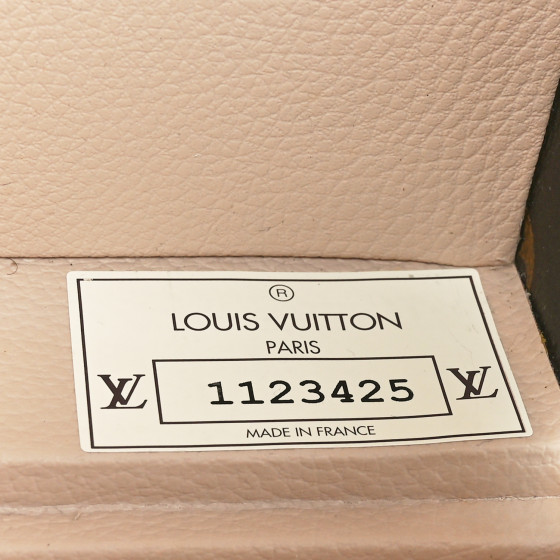 ®
LOUIS VUITTON
PARIS
LV 1123425 LV
MADE IN FRANCE